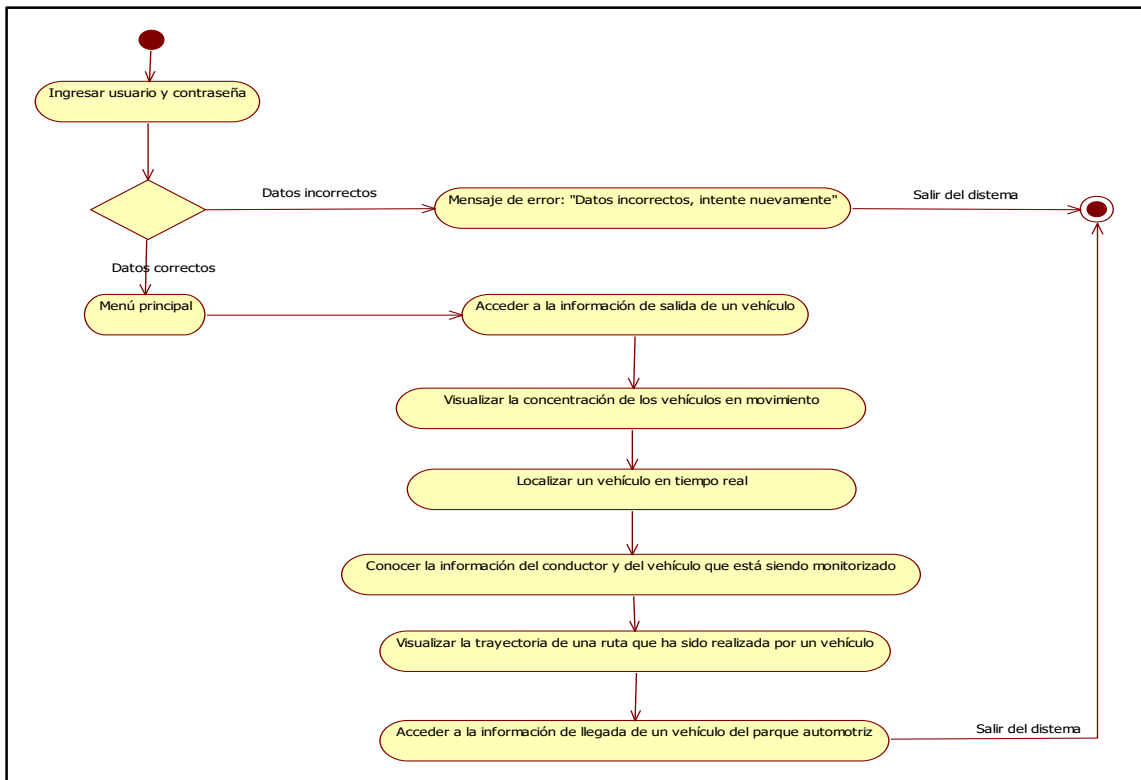 Ingresar usuario y contraseña
Datos incorrectos
Mensaje de error: "Datos incorrectos, intente nuevamente"
Salir del distema
Datos correctos
Menú principal
Acceder a la información de salida de un vehículo
Visualizar la concentración de los vehículos en movimiento
Localizar un vehículo en tiempo real
Conocer la información del conductor y del vehículo que está siendo monitorizado
Visualizar la trayectoria de una ruta que ha sido realizada por un vehículo
Acceder a la información de llegada de un vehículo del parque automotriz
Salir del distema